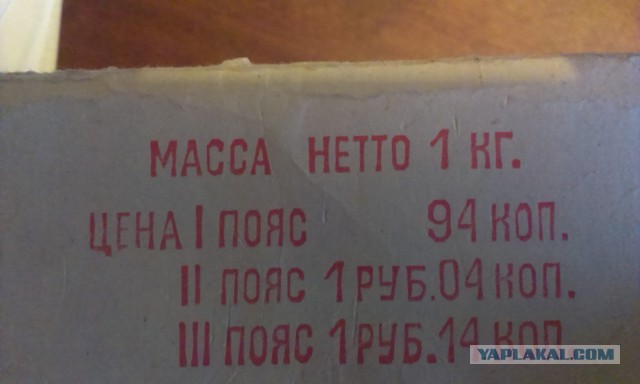 МАССА НЕТТО 1 КГ.
ЦЕНА I ПОЯС 94 КОП.
II ПОЯС 1 РУБ.04 КОП.
III ПОЯС 1 РУБ.14 КОП
YAPLAKAL.COM